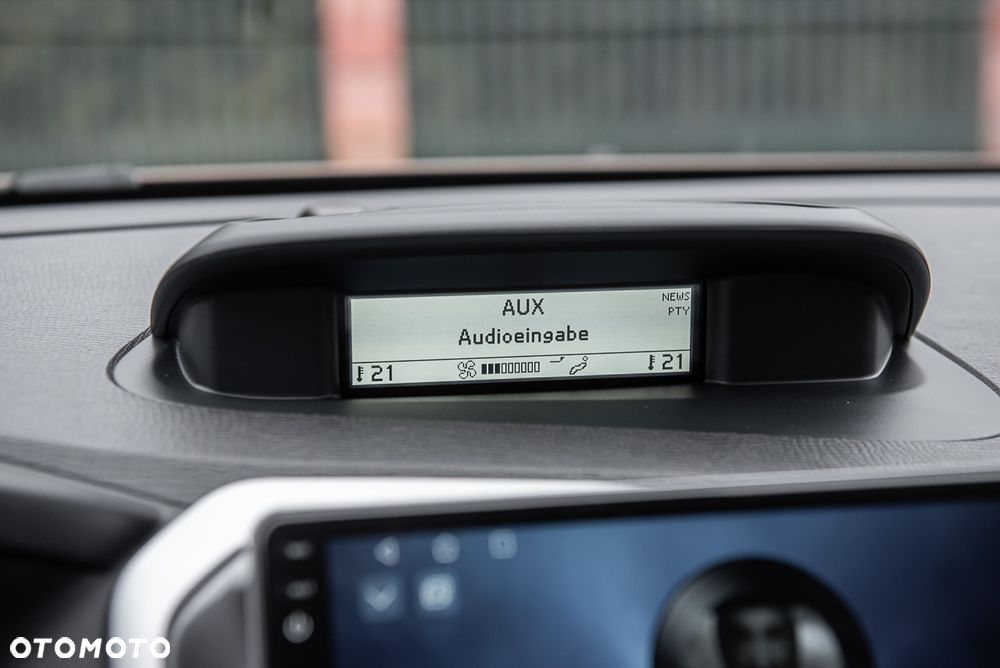 AUX
NEWS
PTY
Audioeingabe
21
21
OTOMOTO